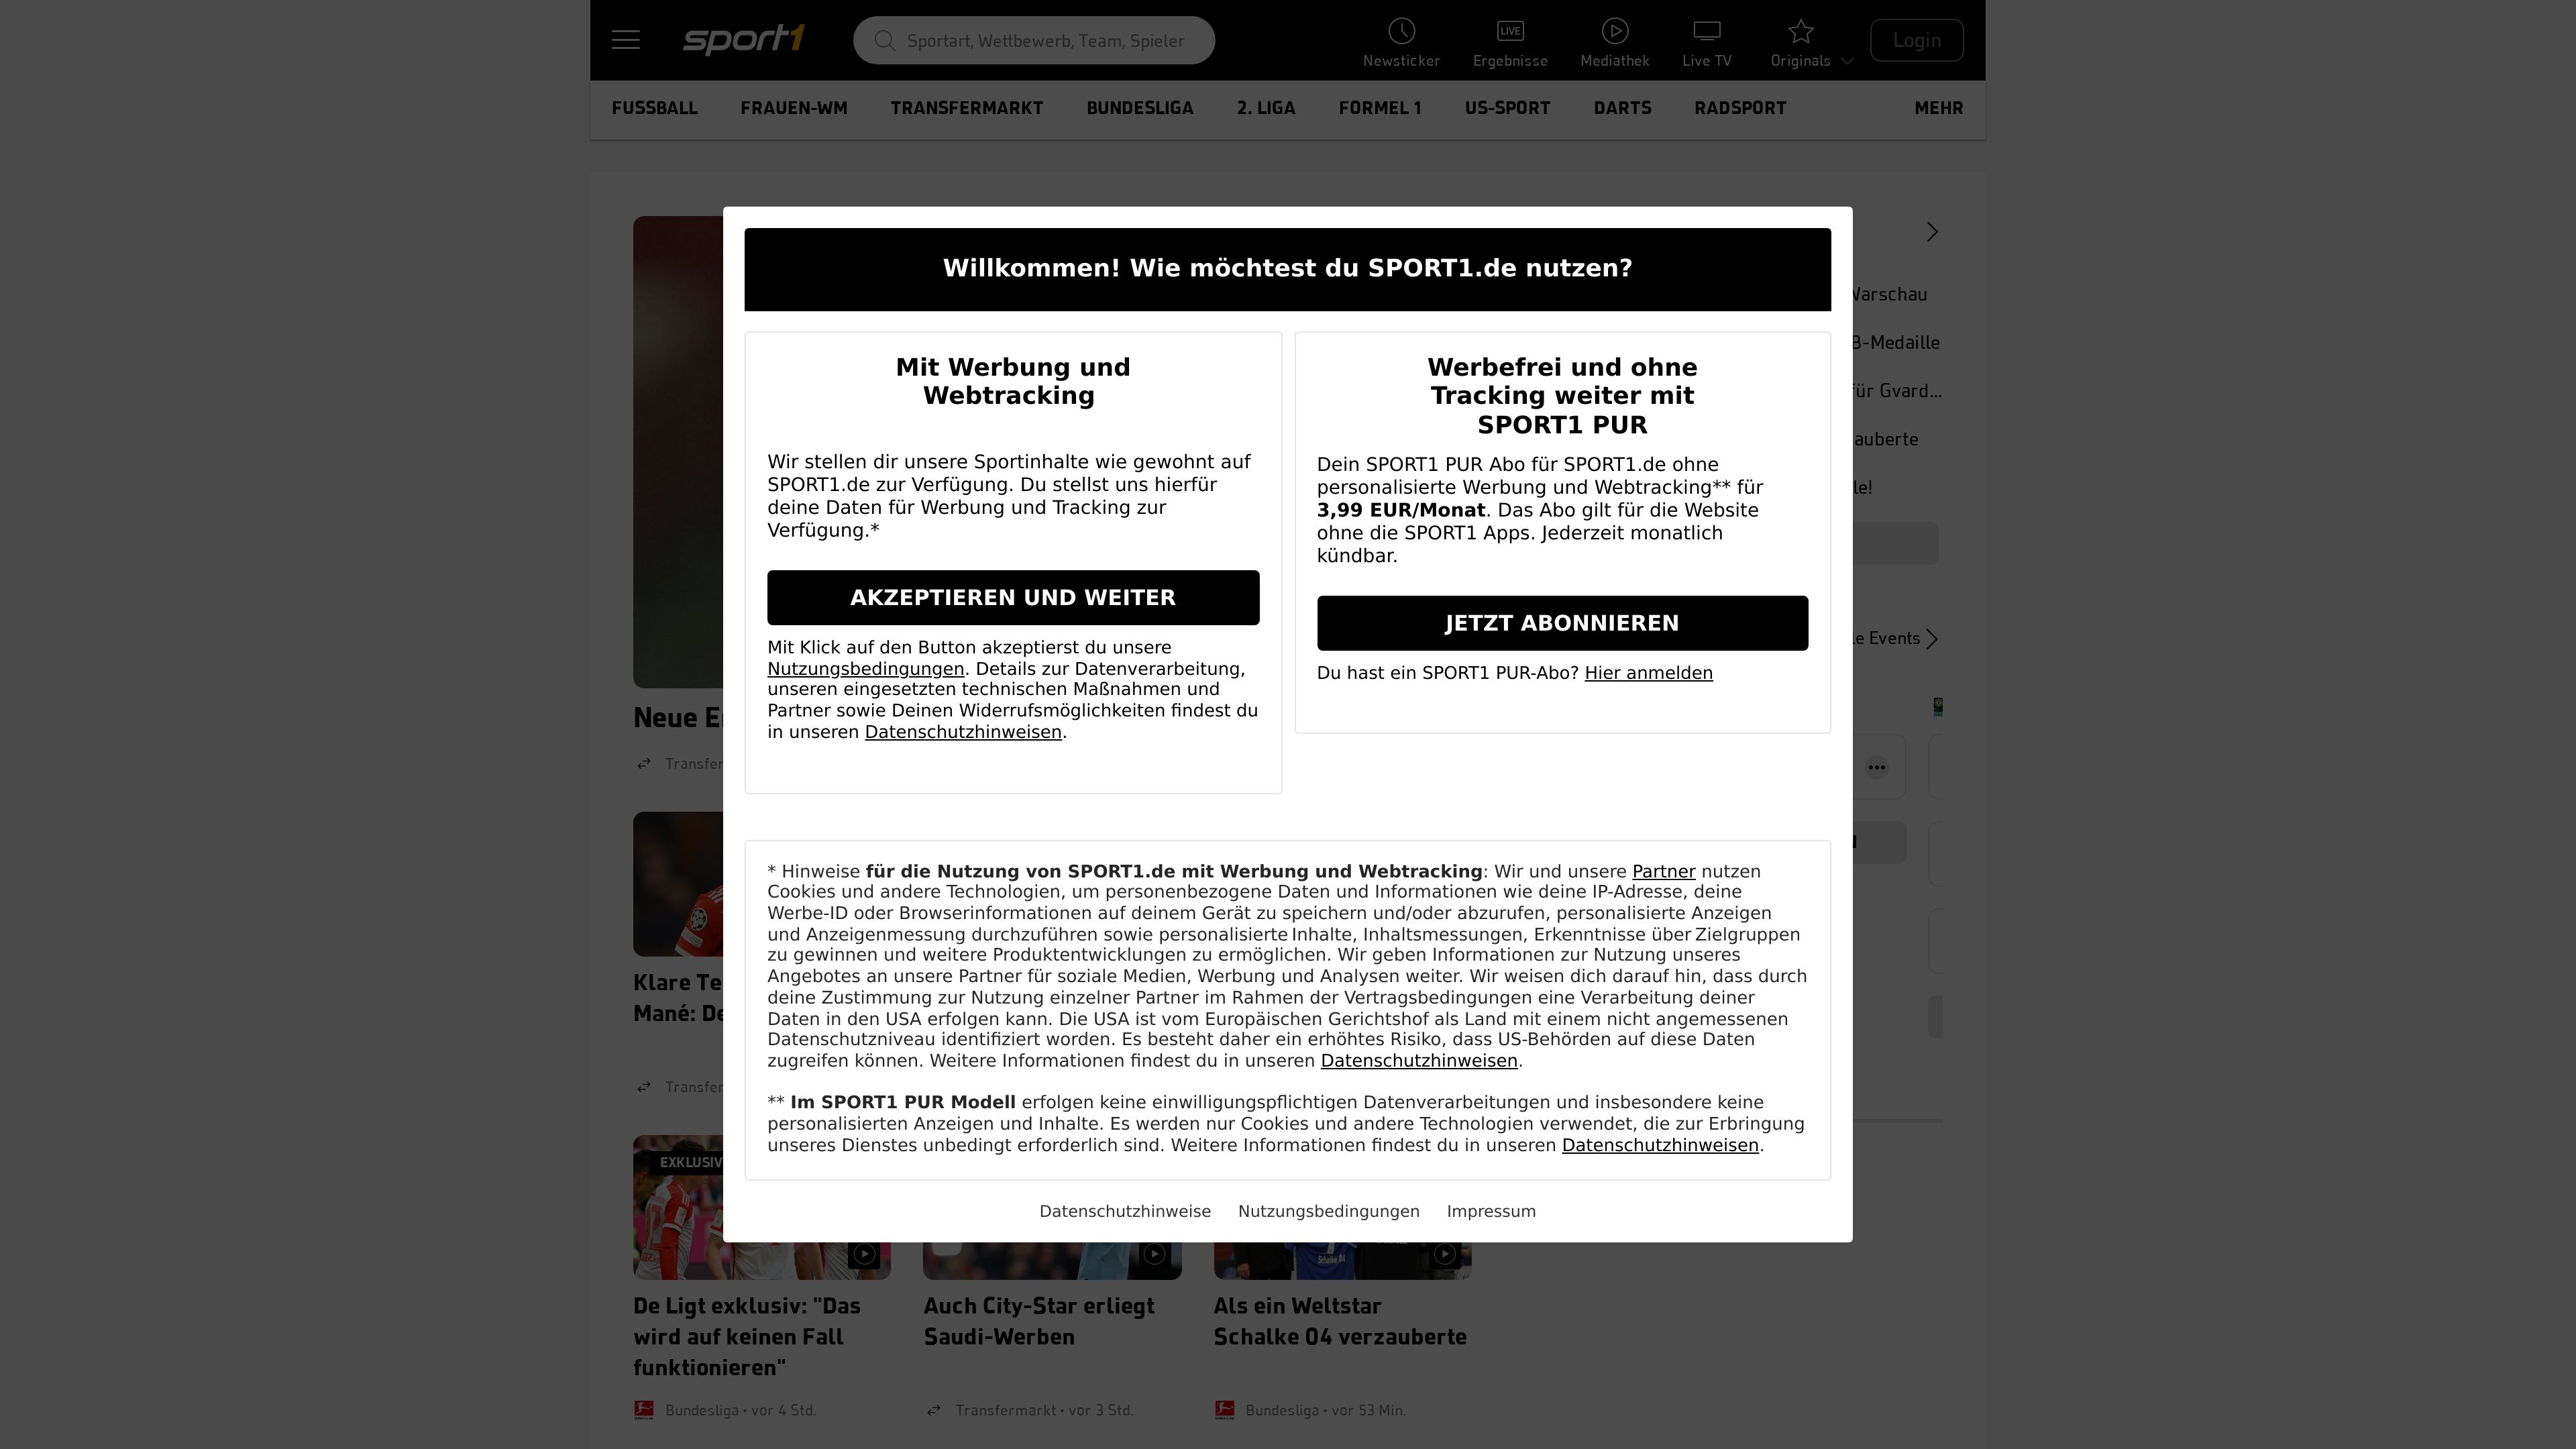 sport1
Sportart, Wettbewerb, Team, Spieler
Newsticker
LIVE
Ergebnisse
Mediathek
Live TV
Originals
Login
FUSSBALL
FRAUEN-WM
TRANSFERMARKT
BUNDESLIGA
2. LIGA
FORMEL 1
US-SPORT
DARTS
RADSPORT
MEHR
Willkommen! Wie möchtest du SPORT1.de nutzen?
Mit Werbung und
Webtracking
Wir stellen dir unsere Sportinhalte wie gewohnt auf
SPORT1.de zur Verfügung. Du stellst uns hierfür
deine Daten für Werbung und Tracking zur
Verfügung.*
AKZEPTIEREN UND WEITER
Mit Klick auf den Button akzeptierst du unsere
Nutzungsbedingungen. Details zur Datenverarbeitung,
unseren eingesetzten technischen Maßnahmen und
Partner sowie Deinen Widerrufsmöglichkeiten findest du
in unseren Datenschutzhinweisen.
Werbefrei und ohne
Tracking weiter mit
SPORT1 PUR
Dein SPORT1 PUR Abo für SPORT1.de ohne
personalisierte Werbung und Webtracking** für
3,99 EUR/Monat. Das Abo gilt für die Website
ohne die SPORT1 Apps. Jederzeit monatlich
kündbar.
JETZT ABONNIEREN
Du hast ein SPORT1 PUR-Abo? Hier anmelden
* Hinweise für die Nutzung von SPORT1.de mit Werbung und Webtracking: Wir und unsere Partner nutzen
Cookies und andere Technologien, um personenbezogene Daten und Informationen wie deine IP-Adresse, deine
Werbe-ID oder Browserinformationen auf deinem Gerät zu speichern und/oder abzurufen, personalisierte Anzeigen
und Anzeigenmessung durchzuführen sowie personalisierte Inhalte, Inhaltsmessungen, Erkenntnisse über Zielgruppen
zu gewinnen und weitere Produktentwicklungen zu ermöglichen. Wir geben Informationen zur Nutzung unseres
Angebotes an unsere Partner für soziale Medien, Werbung und Analysen weiter. Wir weisen dich darauf hin, dass durch
deine Zustimmung zur Nutzung einzelner Partner im Rahmen der Vertragsbedingungen eine Verarbeitung deiner
Daten in den USA erfolgen kann. Die USA ist vom Europäischen Gerichtshof als Land mit einem nicht angemessenen
Datenschutzniveau identifiziert worden. Es besteht daher ein erhöhtes Risiko, dass US-Behörden auf diese Daten
zugreifen können. Weitere Informationen findest du in unseren Datenschutzhinweisen.
** Im SPORT1 PUR Modell erfolgen keine einwilligungspflichtigen Datenverarbeitungen und insbesondere keine
personalisierten Anzeigen und Inhalte. Es werden nur Cookies und andere Technologien verwendet, die zur Erbringung
unseres Dienstes unbedingt erforderlich sind. Weitere Informationen findest du in unseren Datenschutzhinweisen.
Datenschutzhinweise
Nutzungsbedingungen
Impressum
Neue
Klare
Mané:
EXKLUSIV
Warschau
B-Medaille
für Gvard...
auberte
le!
le Events
De Ligt exklusiv: "Das
wird auf keinen Fall
funktionieren"
Bundesliga • vor 4 Std.
Auch City-Star erliegt
Saudi-Werben
Transfermarkt • vor 3 Std.
Schalke 04
Als ein Weltstar
Schalke 04 verzauberte
Bundesliga • vor 53 Min.